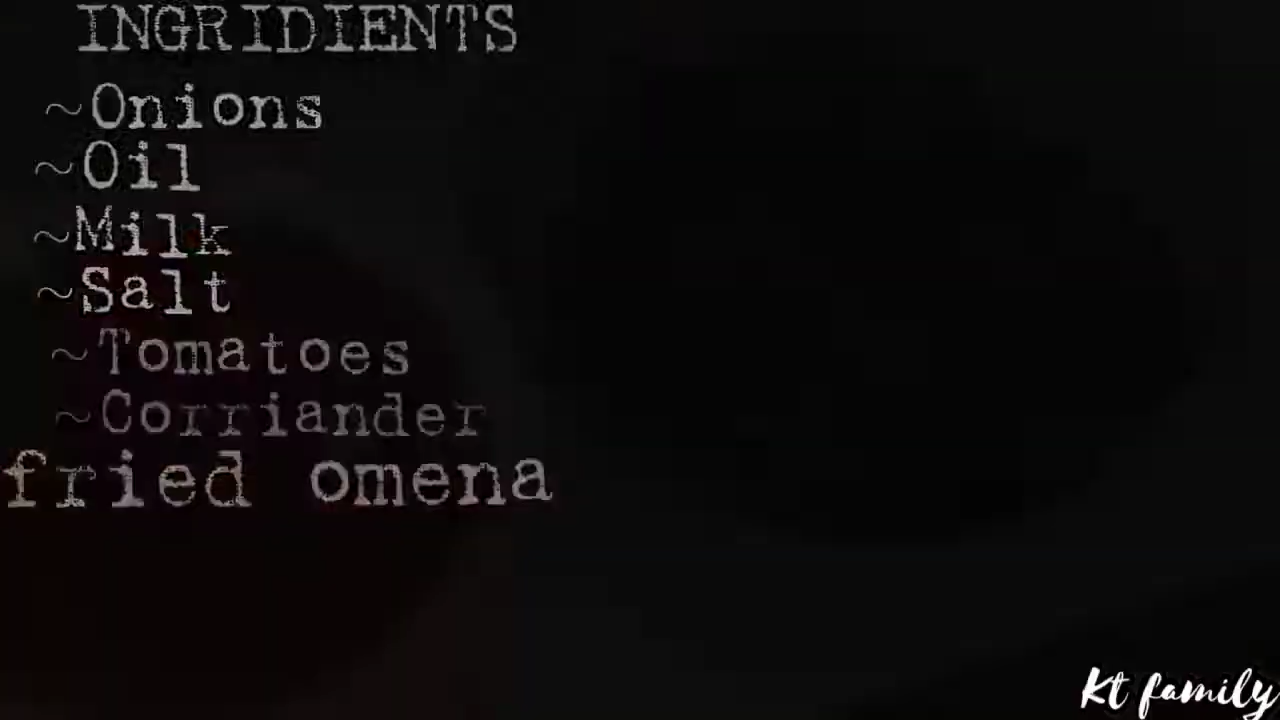 INGRIDIENTS
~Onions
~Oil
~Milk
~Salt
~Tomatoes
~Corriander
fried omena
Kt family